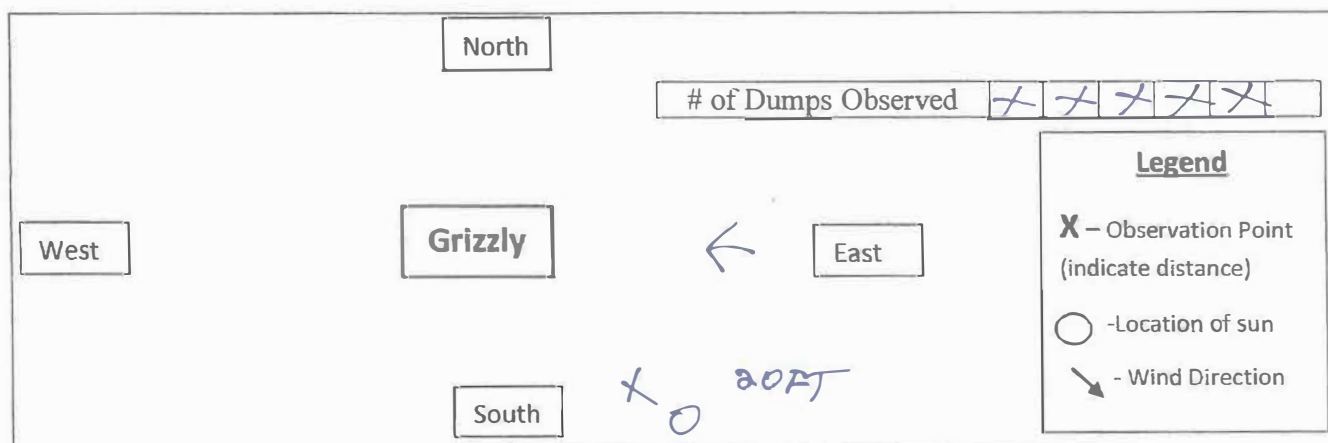 North
# of Dumps Observed X X X X X
Legend
X – Observation Point
(indicate distance)
West
Grizzly
←
East
○ -Location of sun
↘ - Wind Direction
South
X
O
20FT